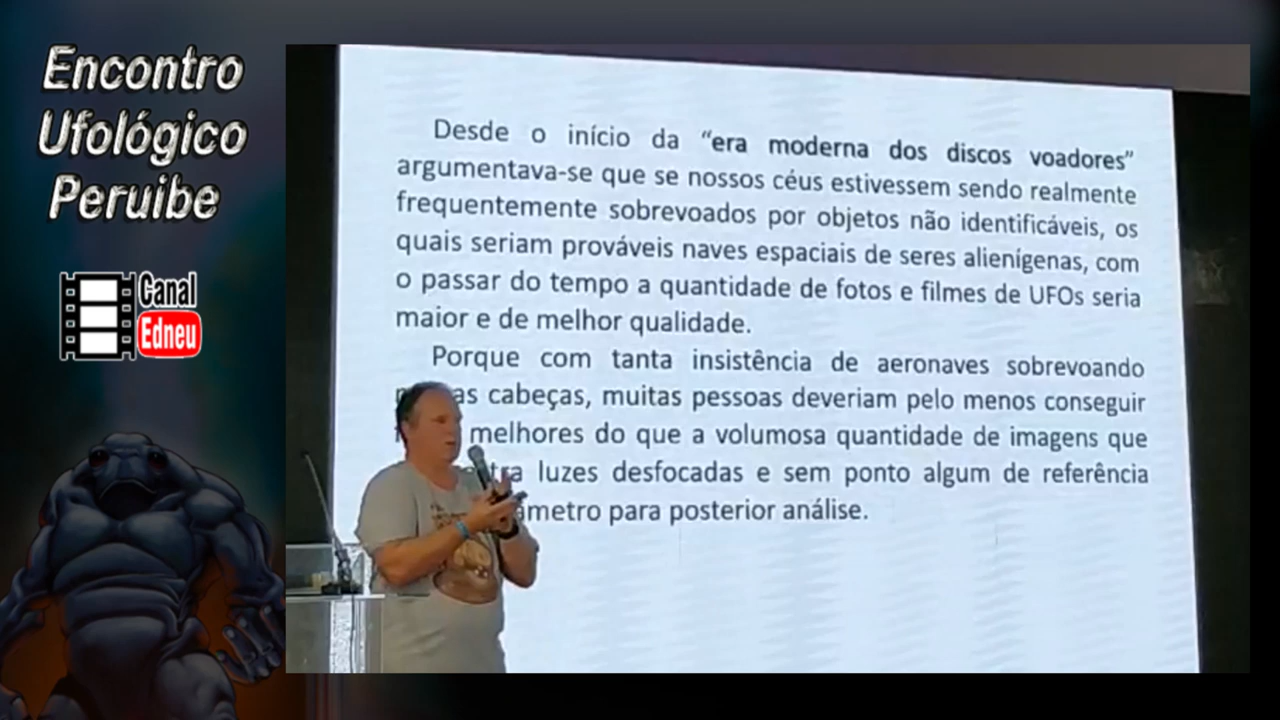 Encontro
Ufológico
Peruibe
Canal
Edneu
Desde o início da “era moderna dos discos voadores”
argumentava-se que se nossos céus estivessem sendo realmente
frequentemente sobrevoados por objetos não identificáveis, os
quais seriam prováveis naves espaciais de seres alienígenas, com
o passar do tempo a quantidade de fotos e filmes de UFOs seria
maior e de melhor qualidade.
Porque com tanta insistência de aeronaves sobrevoando
cabeças, muitas pessoas deveriam pelo menos conseguir
melhores do que a volumosa quantidade de imagens que
luzes desfocadas e sem ponto algum de referência
para posterior análise.